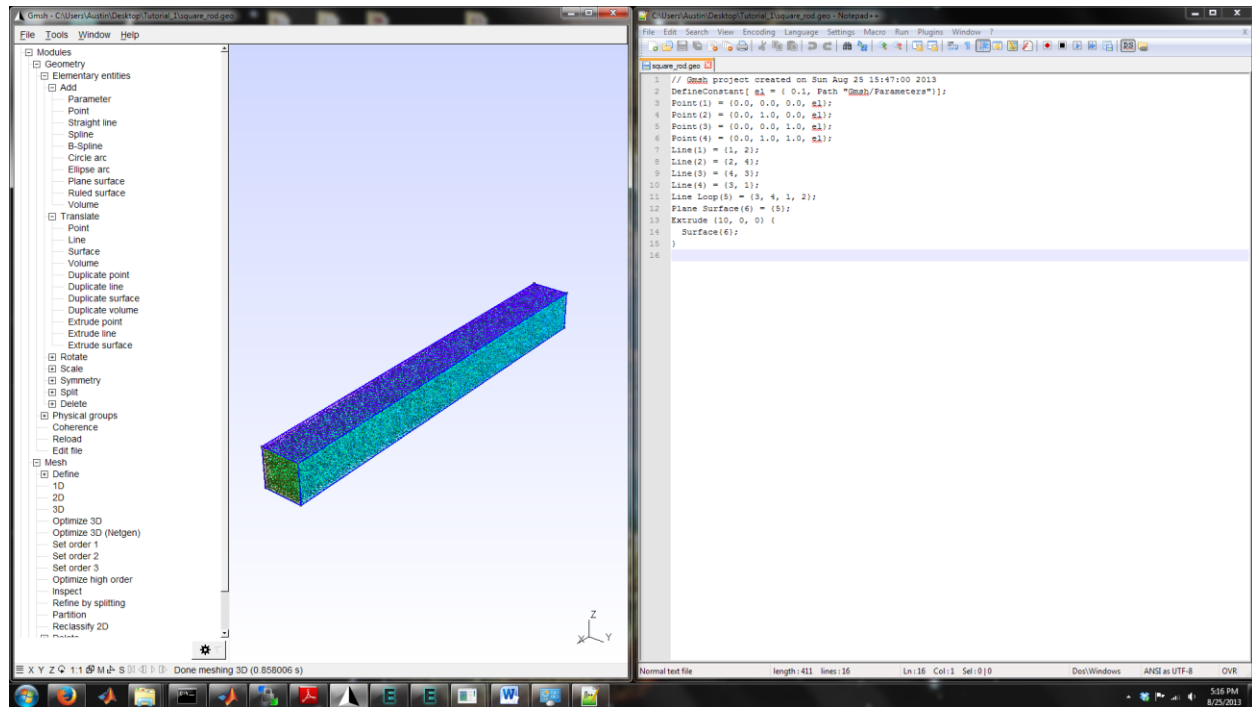 Gmsh - C:\Users\Austin\Desktop\Tutorial_1\square_rod.geo
File Tools Window Help
Modules
Geometry
Elementary entities
Add
Parameter
Point
Straight line
Spline
B-Spline
Circle arc
Ellipse arc
Plane surface
Ruled surface
Volume
Translate
Point
Line
Surface
Volume
Duplicate point
Duplicate line
Duplicate surface
Duplicate volume
Extrude point
Extrude line
Extrude surface
Rotate
Scale
Symmetry
Split
Delete
Physical groups
Coherence
Reload
Edit file
Mesh
Define
1D
2D
3D
Optimize 3D
Optimize 3D (Netgen)
Set order 1
Set order 2
Set order 3
Optimize high order
Inspect
Refine by splitting
Partition
Reclassify 2D
Delete
Z
X Y
X Y Z 1:1 M S Done meshing 3D (0.858006 s)
C:\Users\Austin\Desktop\Tutorial_1\square_rod.geo - Notepad++
File Edit Search View Encoding Language Settings Macro Run Plugins Window ? X
square_rod.geo
1 // Gmsh project created on Sun Aug 25 15:47:00 2013
2 DefineConstant[ el = { 0.1, Path "Gmsh/Parameters"}];
3 Point(1) = {0.0, 0.0, 0.0, el};
4 Point(2) = {0.0, 1.0, 0.0, el};
5 Point(3) = {0.0, 0.0, 1.0, el};
6 Point(4) = {0.0, 1.0, 1.0, el};
7 Line(1) = {1, 2};
8 Line(2) = {2, 4};
9 Line(3) = {4, 3};
10 Line(4) = {3, 1};
11 Line Loop(5) = {3, 4, 1, 2};
12 Plane Surface(6) = {5};
13 Extrude {10, 0, 0} {
14 Surface{6};
15 }
16
Normal text file length : 411 lines : 16 Ln : 16 Col : 1 Sel : 0 | 0 Dos\Windows ANSI as UTF-8 OVR
5:16 PM
8/25/2013